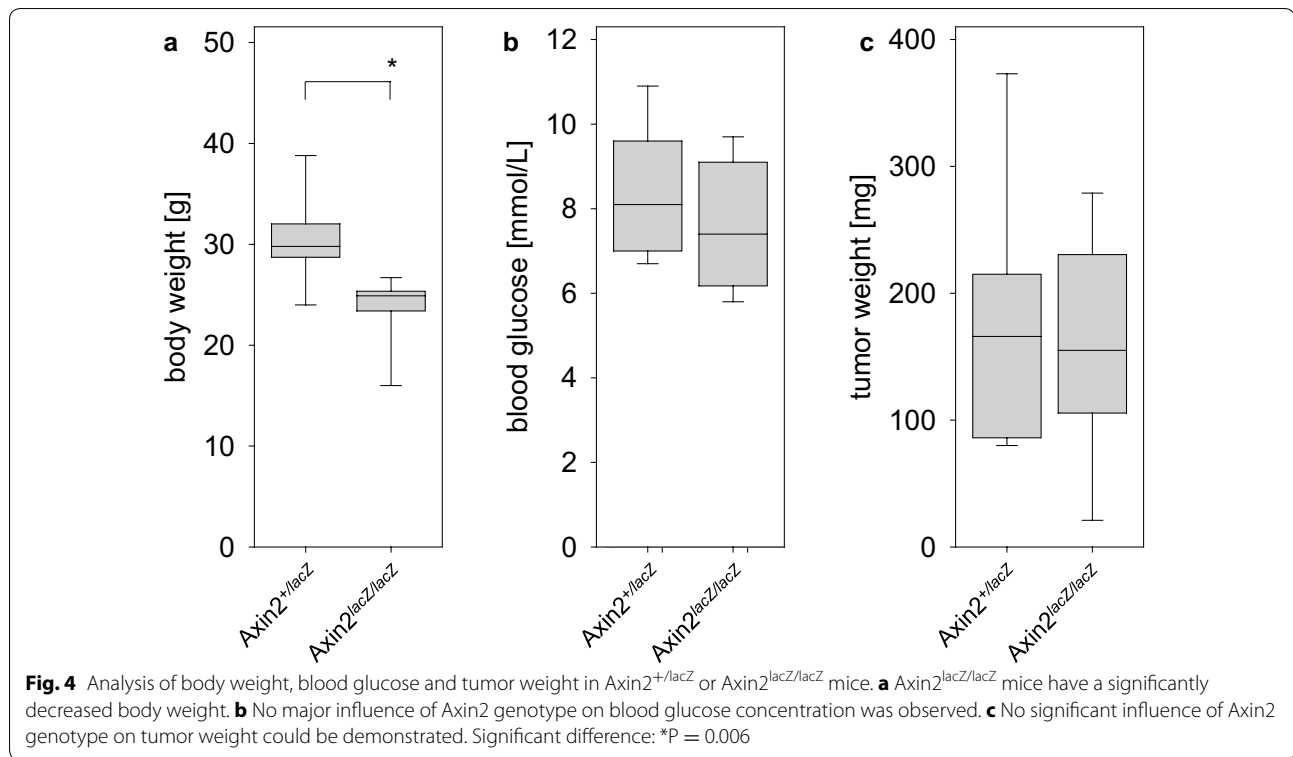 a
50
40
30
20
10
0
body weight [g]
*
Axin2+/lacZ
Axin2lacZ/lacZ
b
12
10
8
6
4
2
0
blood glucose [mmol/L]
Axin2+/lacZ
Axin2lacZ/lacZ
c
400
300
200
100
0
tumor weight [mg]
Axin2+/lacZ
Axin2lacZ/lacZ
Fig. 4 Analysis of body weight, blood glucose and tumor weight in Axin2+/lacZ or Axin2lacZ/lacZ mice. a Axin2lacZ/lacZ mice have a significantly
decreased body weight. b No major influence of Axin2 genotype on blood glucose concentration was observed. c No significant influence of Axin2
genotype on tumor weight could be demonstrated. Significant difference: *P = 0.006